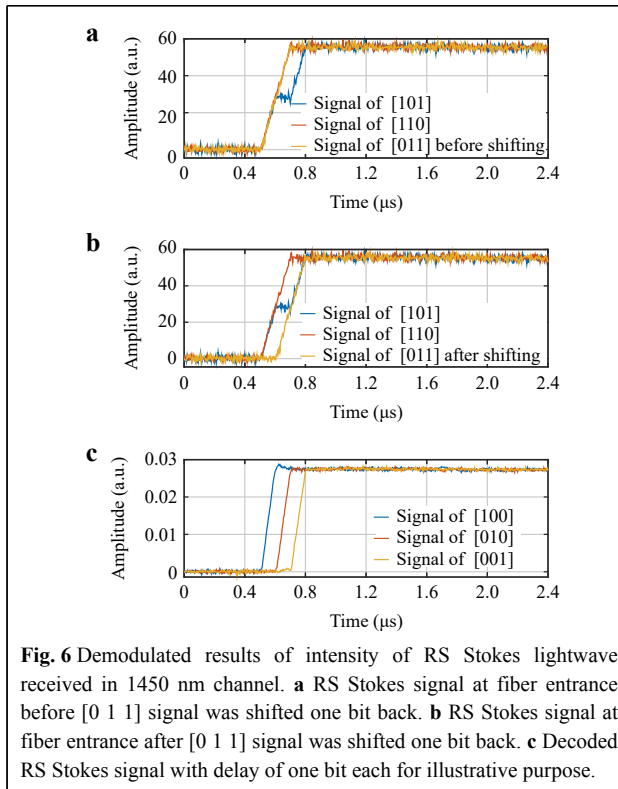 a
60
40
20
0
Amplitude (a.u.)
Signal of [101]
Signal of [110]
Signal of [011] before shifting
0 0.4 0.8 1.2 1.6 2.0 2.4
Time (μs)
b
60
40
20
0
Amplitude (a.u.)
Signal of [101]
Signal of [110]
Signal of [011] after shifting
0 0.4 0.8 1.2 1.6 2.0 2.4
Time (μs)
c
0.03
0.02
0.01
0
Amplitude (a.u.)
Signal of [100]
Signal of [010]
Signal of [001]
0 0.4 0.8 1.2 1.6 2.0 2.4
Time (μs)
Fig. 6 Demodulated results of intensity of RS Stokes lightwave
received in 1450 nm channel. a RS Stokes signal at fiber entrance
before [0 1 1] signal was shifted one bit back. b RS Stokes signal at
fiber entrance after [0 1 1] signal was shifted one bit back. c Decoded
RS Stokes signal with delay of one bit each for illustrative purpose.